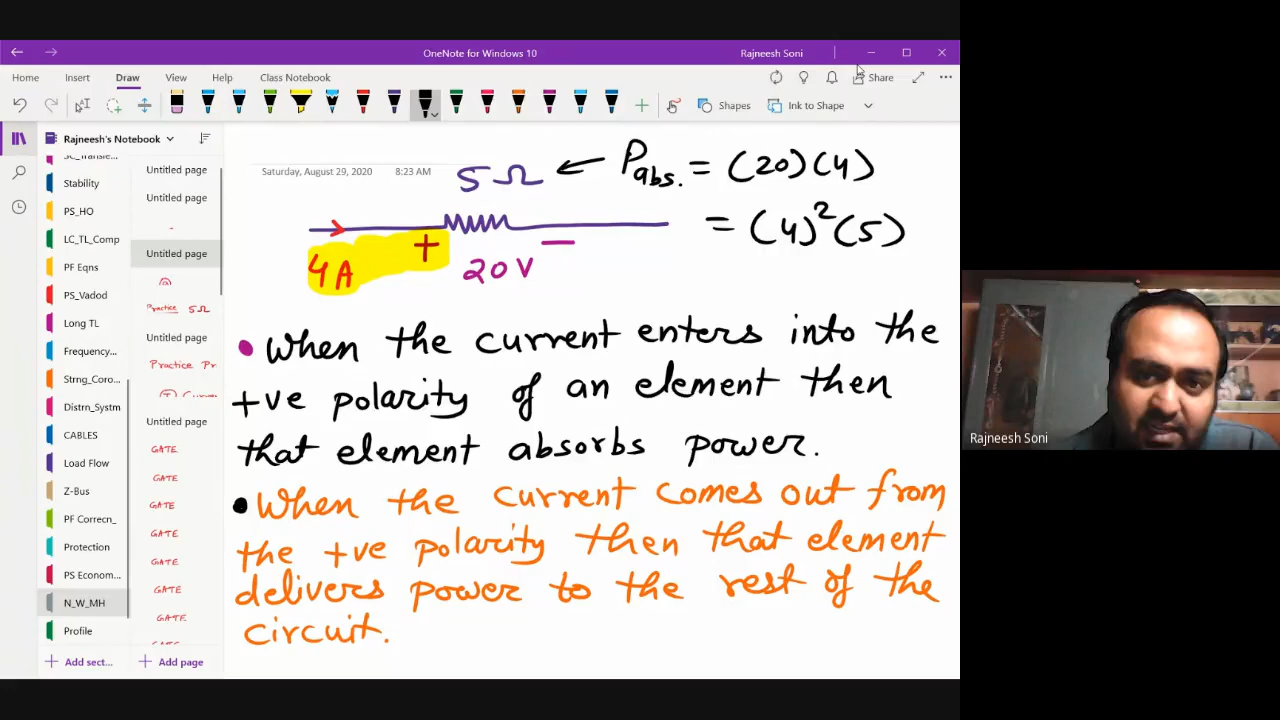 OneNote for Windows 10
Rajneesh Soni
Home Insert Draw View Help Class Notebook
Share
Shapes Ink to Shape
Rajneesh's Notebook
Stability
PS_HO
LC_TL_Comp
PF Eqns
PS_Vadod
Long TL
Frequency...
Strng_Coro...
Distrn_Systm
CABLES
Load Flow
Z-Bus
PF Correcn_
Protection
PS Econom...
N_W_MH
Profile
Add sect...
Untitled page
Untitled page
Untitled page
Practice 5Ω
Untitled page
Practice Pr
Untitled page
GATE
GATE
GATE
GATE
GATE
GATE
GATE
Add page
Saturday, August 29, 2020 8:23 AM
5 Ω ← Pabs. = (20)(4)
= (4)²(5)
4A + 20 V −
• When the current enters into the
+ve polarity of an element then
that element absorbs power.
• When the current comes out from
the +ve polarity then that element
delivers power to the rest of the
circuit.
Rajneesh Soni